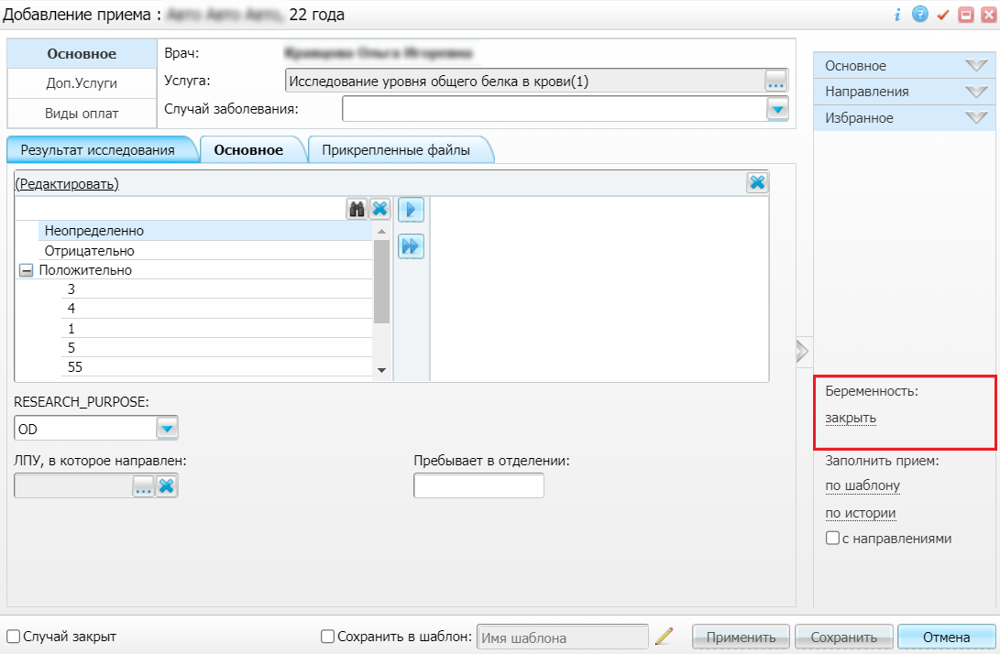 Добавление приема : 22 года
Основное
Доп.Услуги
Виды оплат
Врач:
Услуга: Исследование уровня общего белка в крови(1) ...
Случай заболевания:
Основное
Направления
Избранное
Результат исследования Основное Прикрепленные файлы
(Редактировать)
Неопределенно
Отрицательно
Положительно
3
4
1
5
55
RESEARCH_PURPOSE:
OD
ЛПУ, в которое направлен: Пребывает в отделении:
...
Беременность:
закрыть
Заполнить прием:
по шаблону
по истории
с направлениями
Случай закрыт Сохранить в шаблон: Имя шаблона Применить Сохранить Отмена